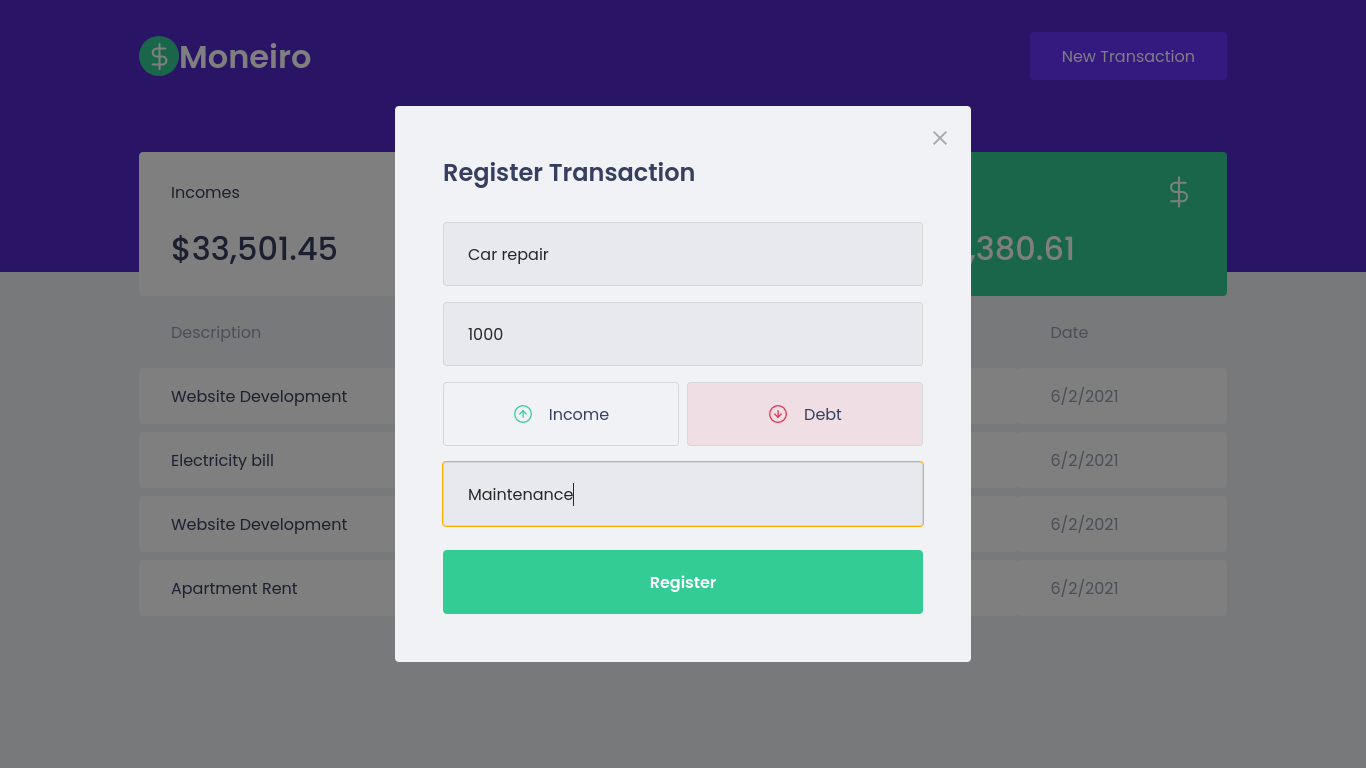 Moneiro
New Transaction
Register Transaction
Incomes
$33,501.45
,380.61
Car repair
1000
Income
Debt
Maintenance
Register
Description
Date
Website Development
6/2/2021
Electricity bill
6/2/2021
Website Development
6/2/2021
Apartment Rent
6/2/2021